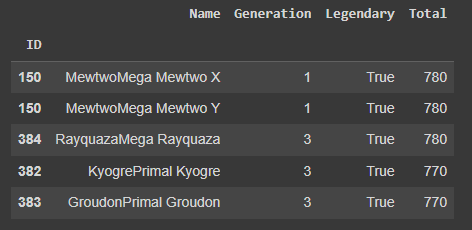 Name Generation Legendary Total
ID
150 MewtwoMega Mewtwo X 1 True 780
150 MewtwoMega Mewtwo Y 1 True 780
384 RayquazaMega Rayquaza 3 True 780
382 KyogrePrimal Kyogre 3 True 770
383 GroudonPrimal Groudon 3 True 770